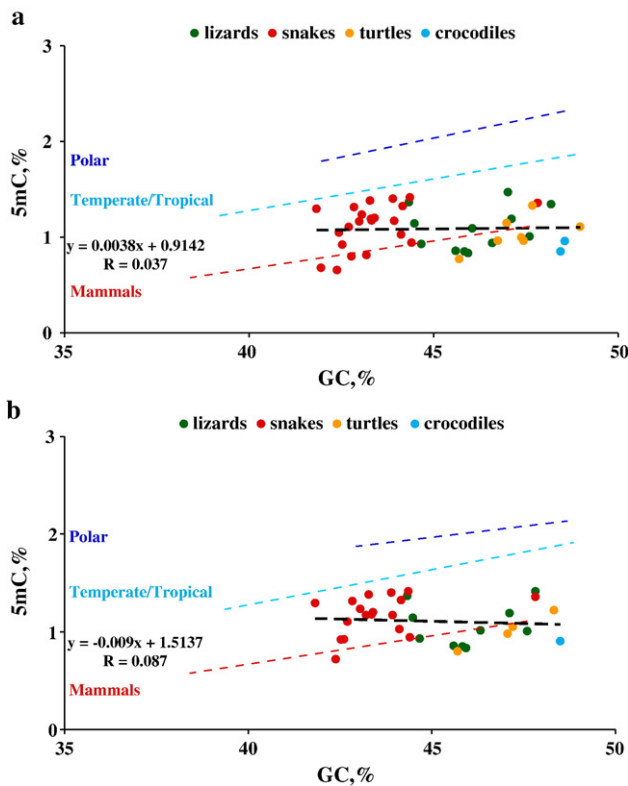 a
lizards snakes turtles crocodiles
3
2
1
0
5mC,%
Polar
Temperate/Tropical
y = 0.0038x + 0.9142
R = 0.037
Mammals
35 40 45 50
GC,%
b
lizards snakes turtles crocodiles
3
2
1
0
5mC,%
Polar
Temperate/Tropical
y = -0.009x + 1.5137
R = 0.087
Mammals
35 40 45 50
GC,%